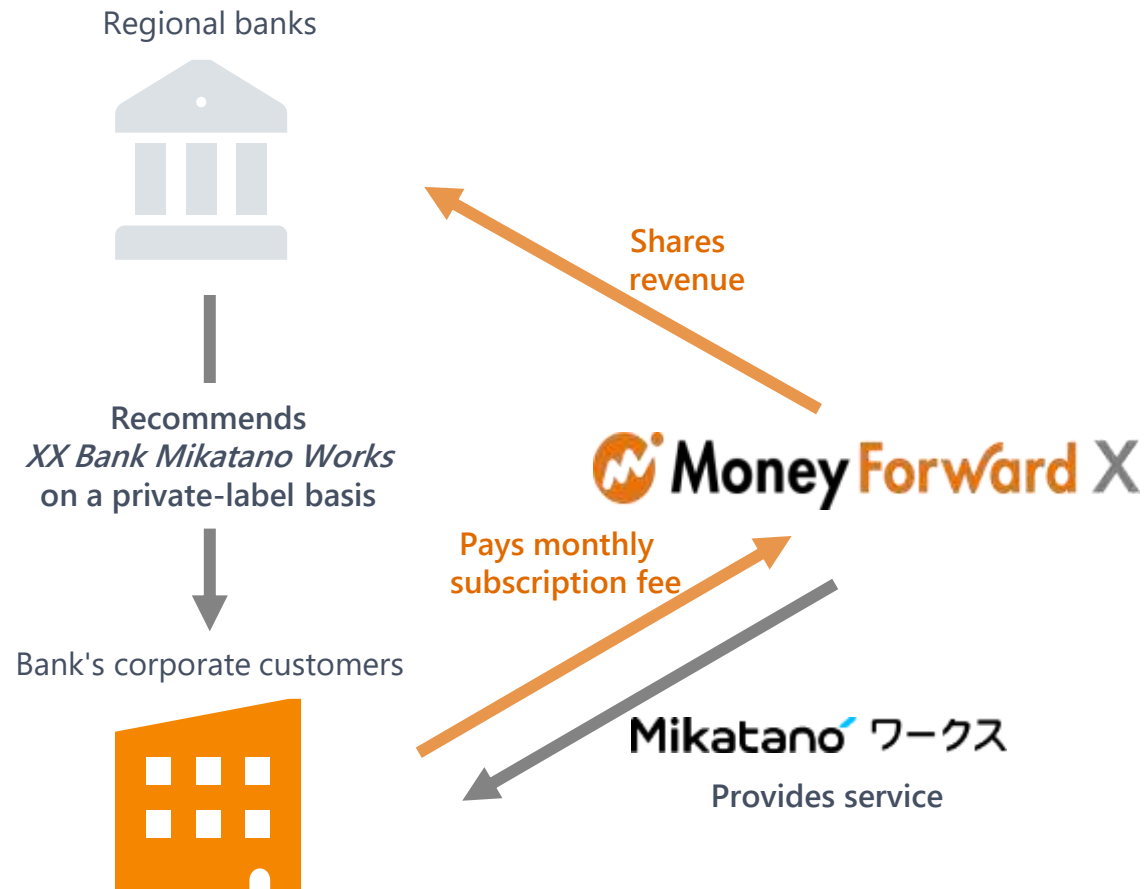 Regional banks
Shares
revenue
Recommends
XX Bank Mikatano Works
on a private-label basis
Money Forward X
Pays monthly
subscription fee
Bank's corporate customers
Mikatano ワークス
Provides service